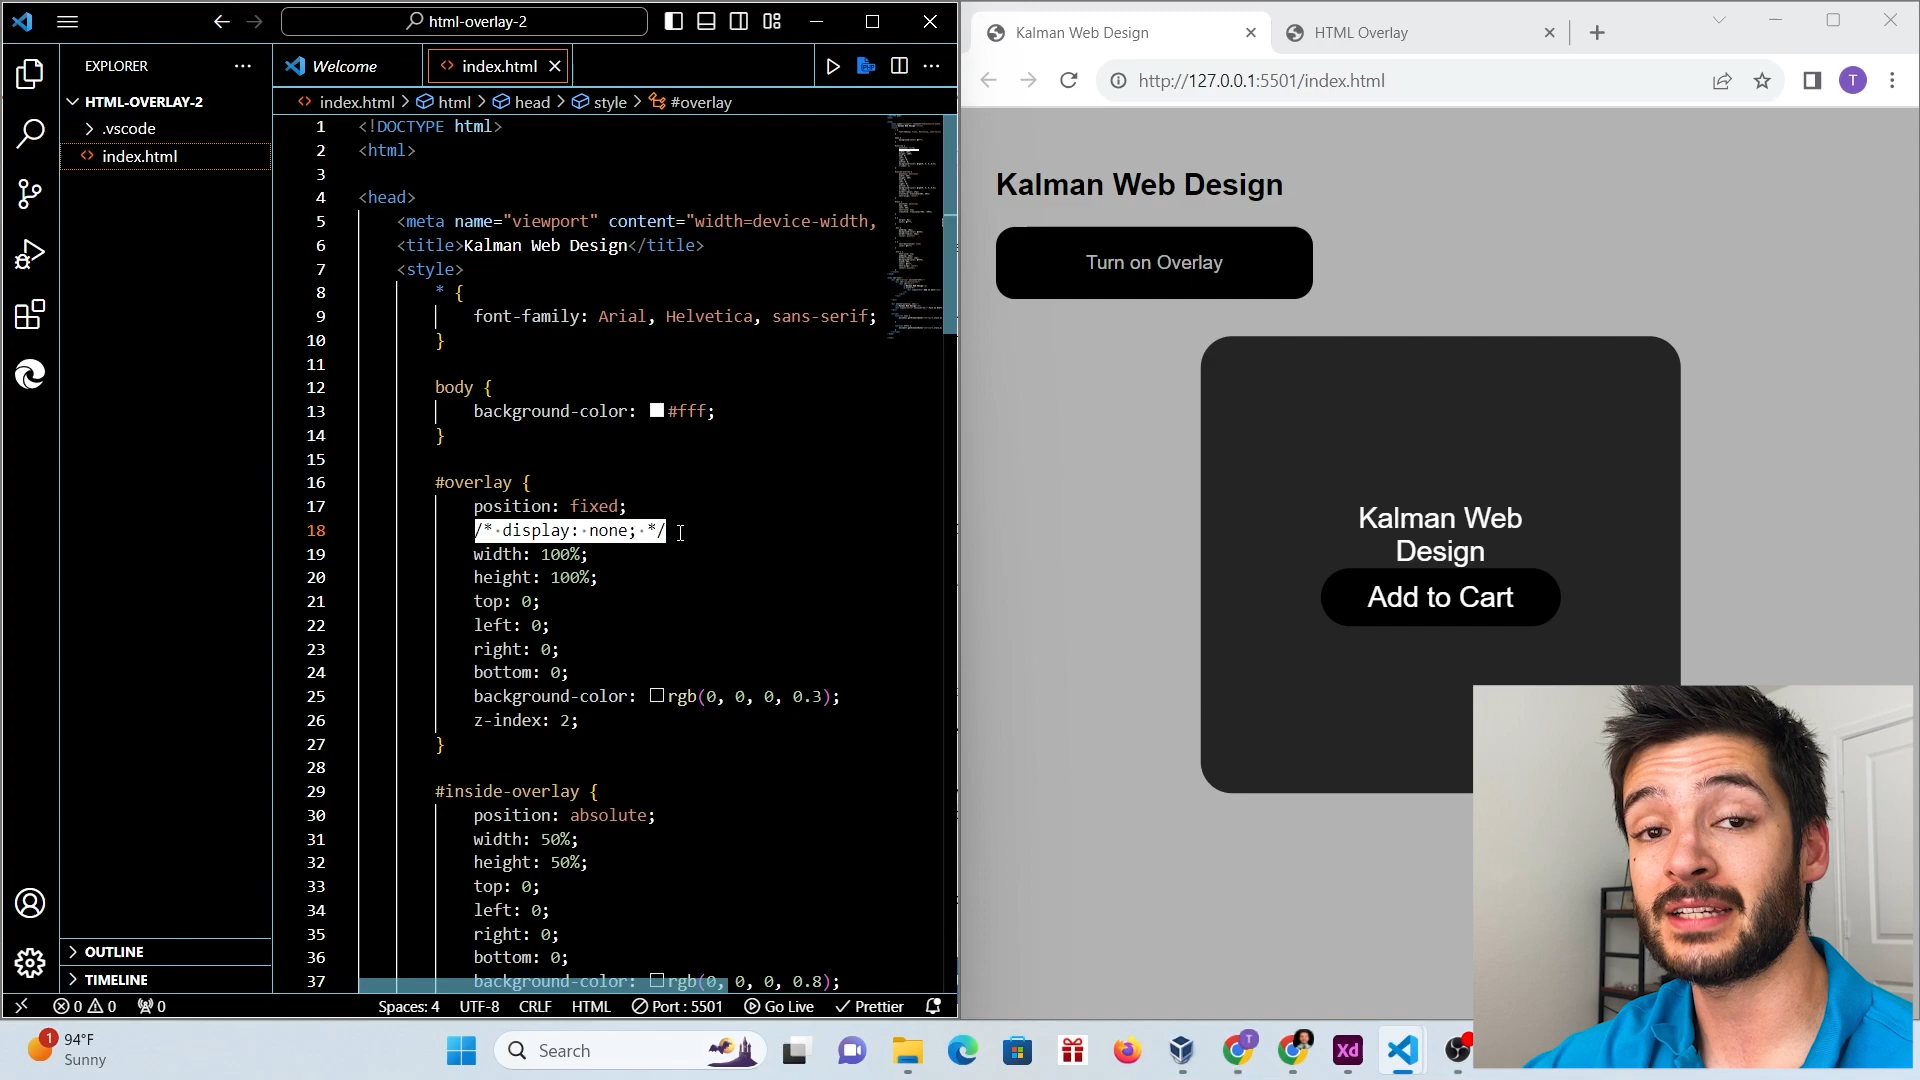 html-overlay-2
EXPLORER
HTML-OVERLAY-2
.vscode
index.html
OUTLINE
TIMELINE
Welcome
index.html
index.html > html > head > style > #overlay
1 <!DOCTYPE html>
2 <html>
3
4 <head>
5 <meta name="viewport" content="width=device-width,
6 <title>Kalman Web Design</title>
7 <style>
8 * {
9 font-family: Arial, Helvetica, sans-serif;
10 }
11
12 body {
13 background-color: #fff;
14 }
15
16 #overlay {
17 position: fixed;
18 /* display: none; */
19 width: 100%;
20 height: 100%;
21 top: 0;
22 left: 0;
23 right: 0;
24 bottom: 0;
25 background-color: rgb(0, 0, 0, 0.3);
26 z-index: 2;
27 }
28
29 #inside-overlay {
30 position: absolute;
31 width: 50%;
32 height: 50%;
33 top: 0;
34 left: 0;
35 right: 0;
36 bottom: 0;
37 background-color: rgb(0, 0, 0, 0.8);
0 0 0 Spaces: 4 UTF-8 CRLF HTML Port : 5501 Go Live Prettier
Kalman Web Design
HTML Overlay
http://127.0.0.1:5501/index.html
T
Kalman Web Design
Turn on Overlay
Kalman Web
Design
Add to Cart
1
94°F
Sunny
Search
T
Xd